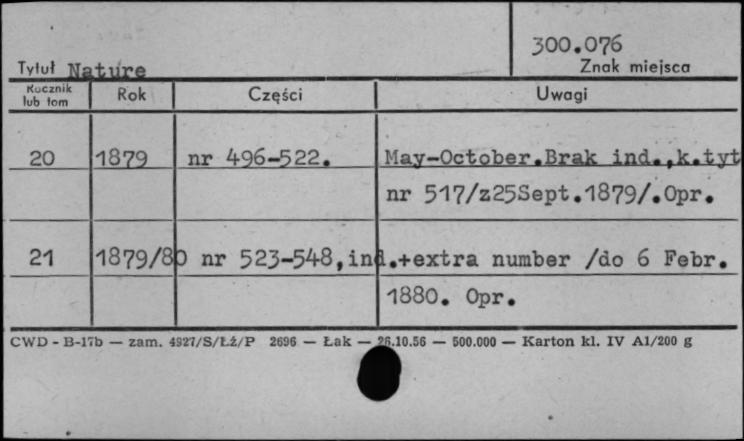 300.076
Tytuł Nature
Znak miejsca
Rocznik lub tom Rok Części Uwagi
20 1879 nr 496-522. May-October.Brak ind.,k.tyt
nr 517/z25Sept.1879/.Opr.
21 1879/80 nr 523-548,ind.+extra number /do 6 Febr.
1880. Opr.
CWD - B-17b — zam. 4927/S/Łź/P 2696 — Łak — 26.10.56 — 500.000 — Karton kl. IV A1/200 g